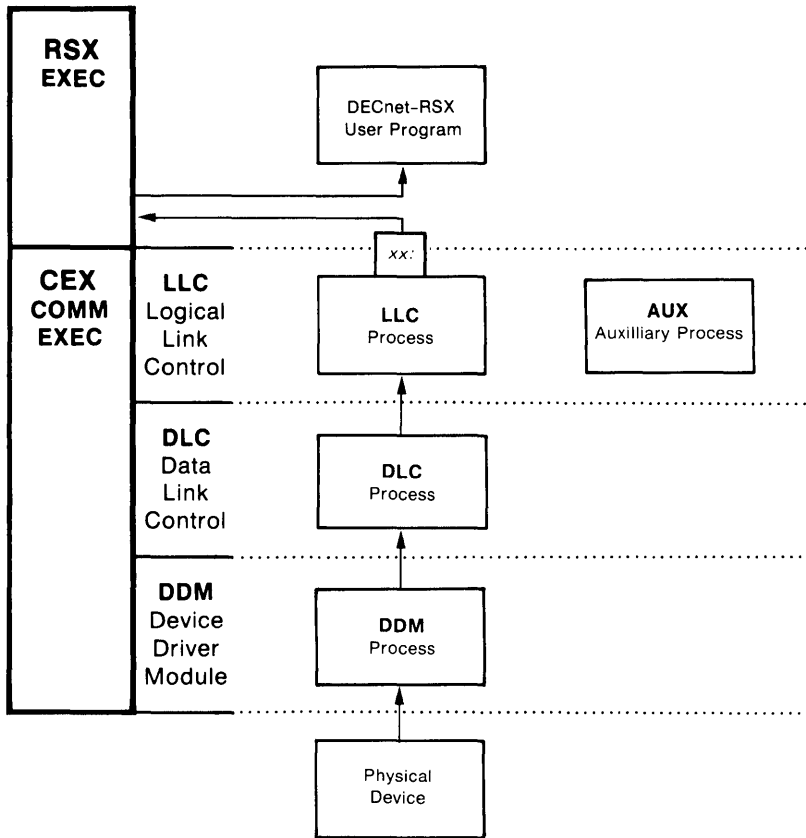 RSX
EXEC
DECnet-RSX
User Program
xx:
CEX
COMM
EXEC
LLC
Logical
Link
Control
LLC
Process
AUX
Auxilliary Process
DLC
Data
Link
Control
DLC
Process
DDM
Device
Driver
Module
DDM
Process
Physical
Device